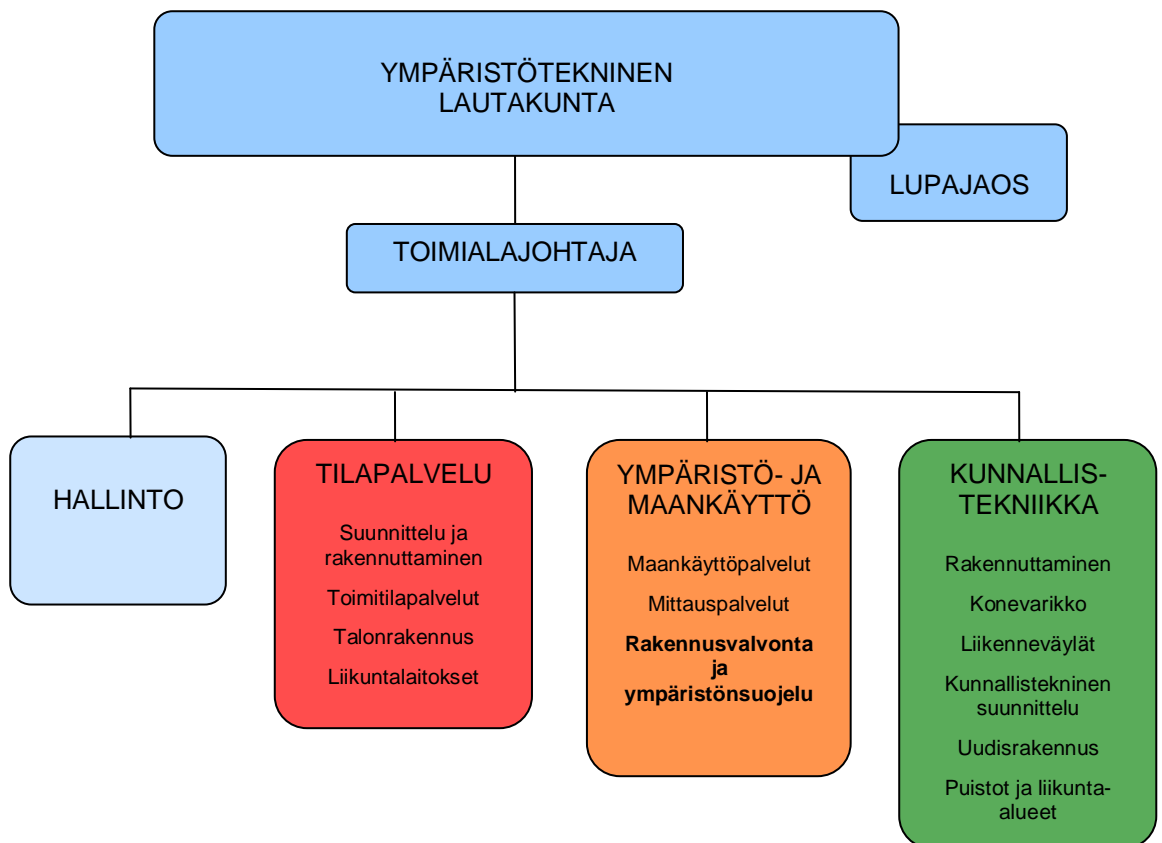 YMPÄRISTÖTEKNINEN
LAUTAKUNTA
LUPAJAOS
TOIMIALAJOHTAJA
HALLINTO
TILAPALVELU
Suunnittelu ja
rakennuttaminen
Toimitilapalvelut
Talonrakennus
Liikuntalaitokset
YMPÄRISTÖ- JA
MAANKÄYTTÖ
Maankäyttöpalvelut
Mittauspalvelut
Rakennusvalvonta
ja
ympäristönsuojelu
KUNNALLIS-
TEKNIIKKA
Rakennuttaminen
Konevarikko
Liikenneväylät
Kunnallistekninen
suunnittelu
Uudisrakennus
Puistot ja liikunta-
alueet